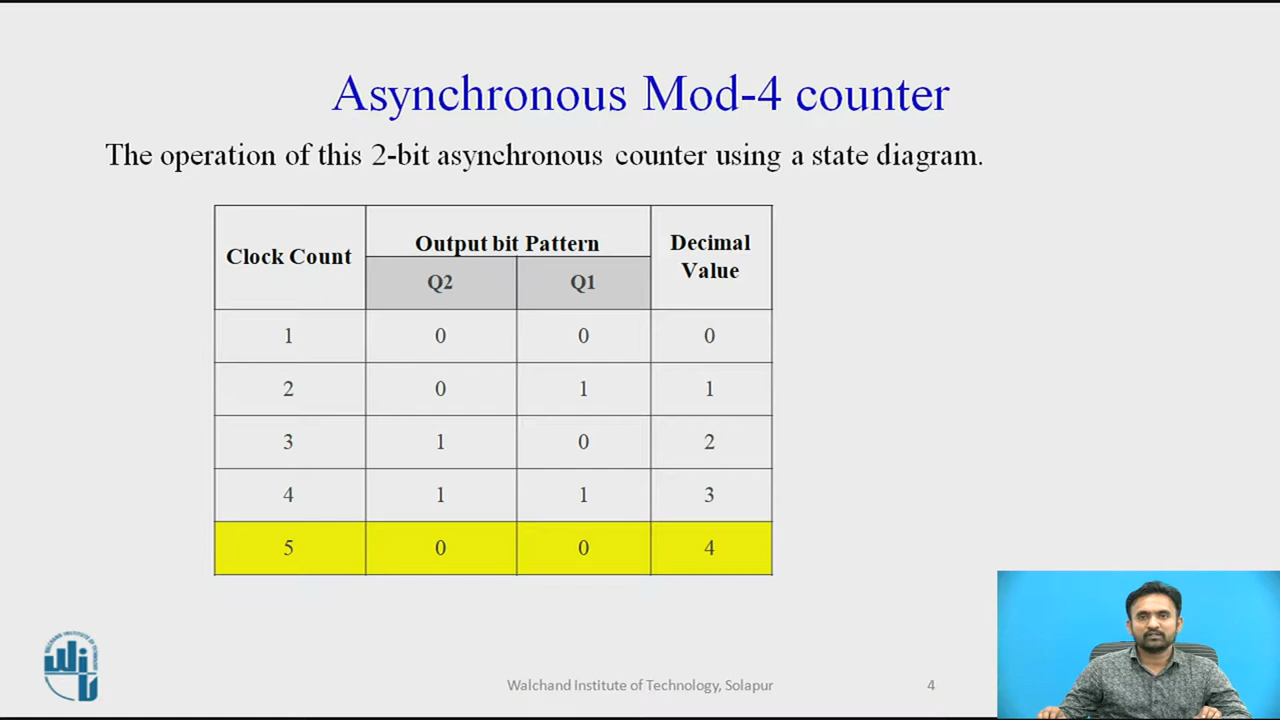 Asynchronous Mod-4 counter
The operation of this 2-bit asynchronous counter using a state diagram.
Clock Count Output bit Pattern Decimal Value
Q2 Q1
1 0 0 0
2 0 1 1
3 1 0 2
4 1 1 3
5 0 0 4
Walchand Institute of Technology, Solapur 4